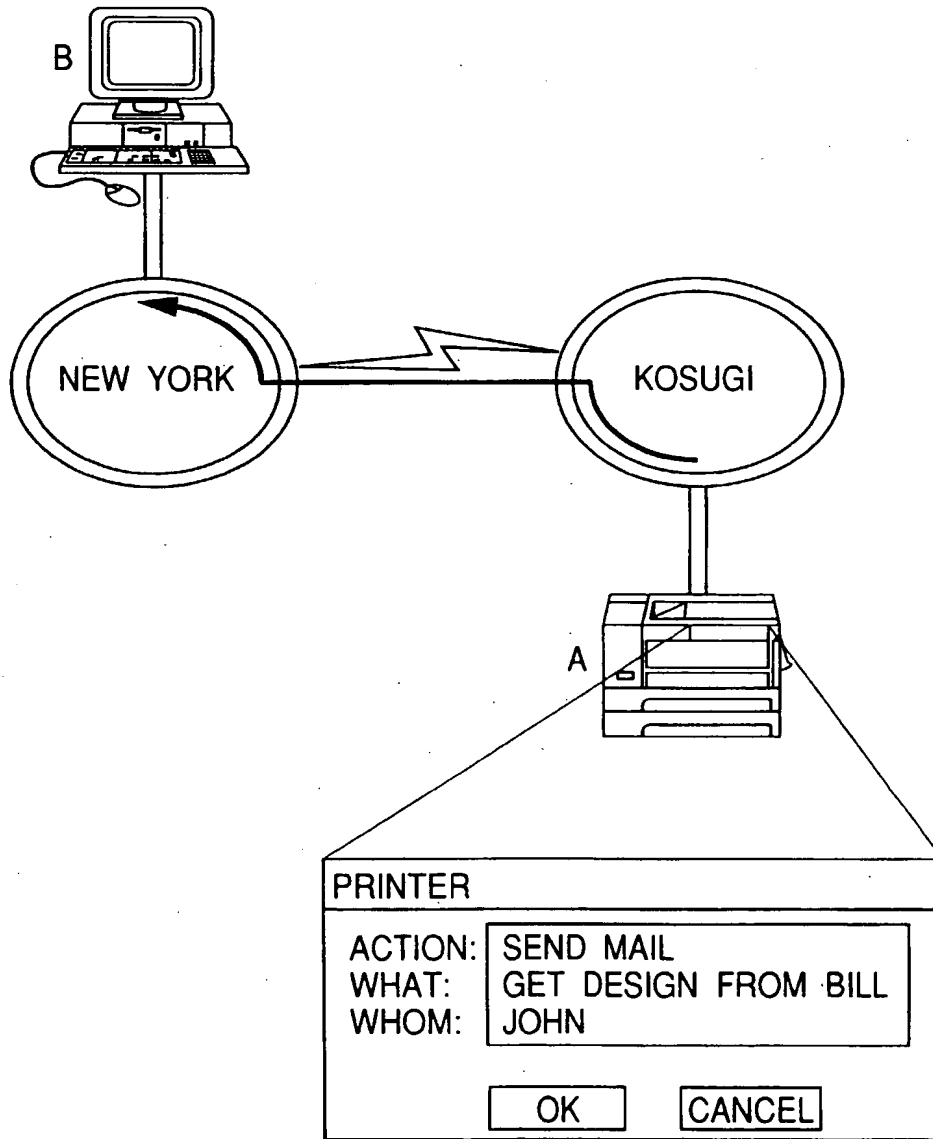 B
NEW YORK
KOSUGI
A
PRINTER
ACTION: SEND MAIL
WHAT: GET DESIGN FROM BILL
WHOM: JOHN
OK CANCEL